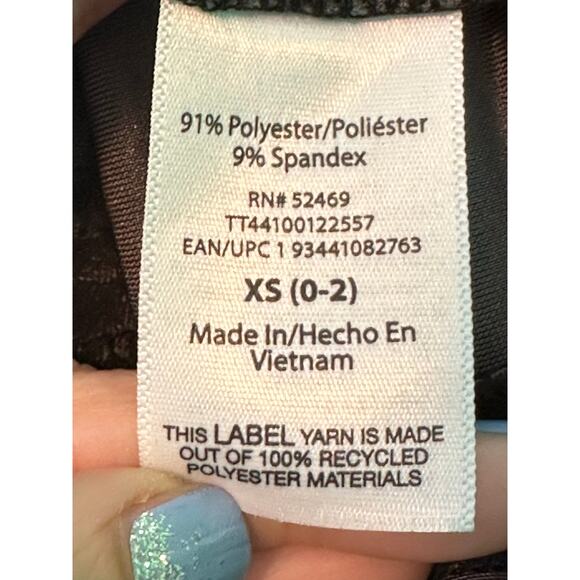 91% Polyester/Poliéster
9% Spandex
RN# 52469
TT44100122557
EAN/UPC 1 93441082763
XS (0-2)
Made In/Hecho En
Vietnam
THIS LABEL YARN IS MADE
OUT OF 100% RECYCLED
POLYESTER MATERIALS